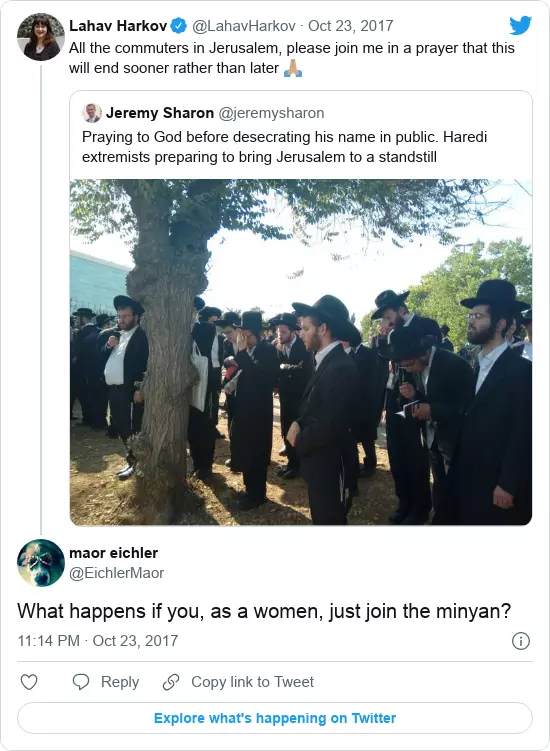 Lahav Harkov @LahavHarkov · Oct 23, 2017
All the commuters in Jerusalem, please join me in a prayer that this
will end sooner rather than later 🙏🏽
Jeremy Sharon @jeremysharon
Praying to God before desecrating his name in public. Haredi
extremists preparing to bring Jerusalem to a standstill
maor eichler
@EichlerMaor
What happens if you, as a women, just join the minyan?
11:14 PM · Oct 23, 2017
Reply
Copy link to Tweet
Explore what's happening on Twitter